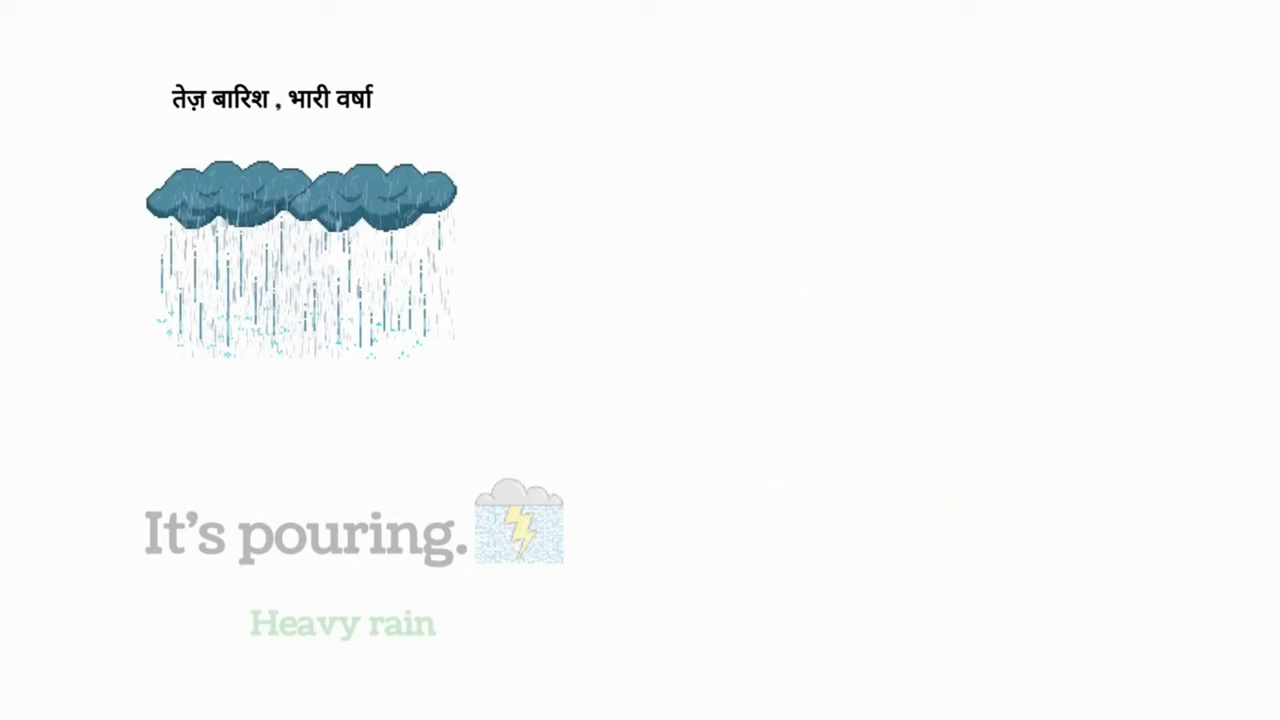 तेज़ बारिश , भारी वर्षा
It's pouring.
Heavy rain